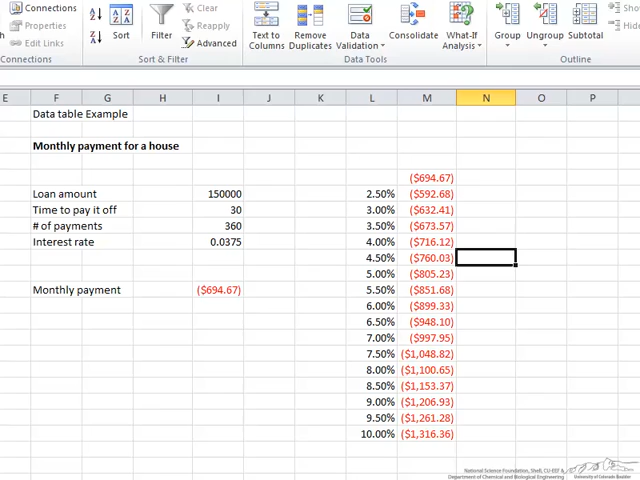 Connections
Properties
Edit Links
Sort
Filter
Clear
Reapply
Advanced
Sort & Filter
Text to Columns
Remove Duplicates
Data Validation
Consolidate
What-If Analysis
Data Tools
Group
Ungroup
Subtotal
Outline
E F G H I J K L M N O P
Data table Example
Monthly payment for a house
($694.67)
Loan amount 150000 2.50% ($592.68)
Time to pay it off 30 3.00% ($632.41)
# of payments 360 3.50% ($673.57)
Interest rate 0.0375 4.00% ($716.12)
4.50% ($760.03)
5.00% ($805.23)
Monthly payment ($694.67) 5.50% ($851.68)
6.00% ($899.33)
6.50% ($948.10)
7.00% ($997.95)
7.50% ($1,048.82)
8.00% ($1,100.65)
8.50% ($1,153.37)
9.00% ($1,206.93)
9.50% ($1,261.28)
10.00% ($1,316.36)
National Science Foundation, Shell, CU-EEF &
Department of Chemical and Biological Engineering
University of Colorado Boulder